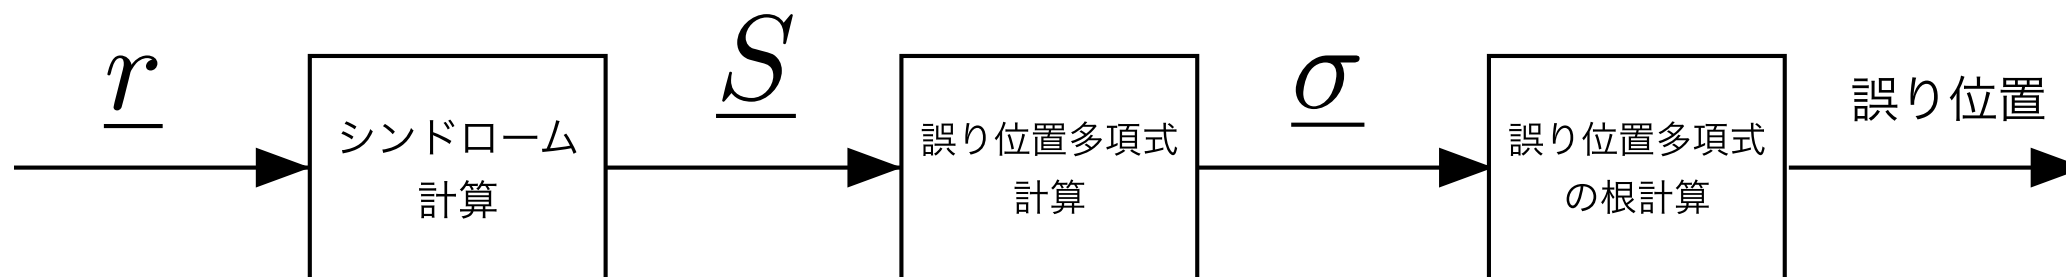 r
S
σ
誤り位置
シンドローム
計算
誤り位置多項式
計算
誤り位置多項式
の根計算